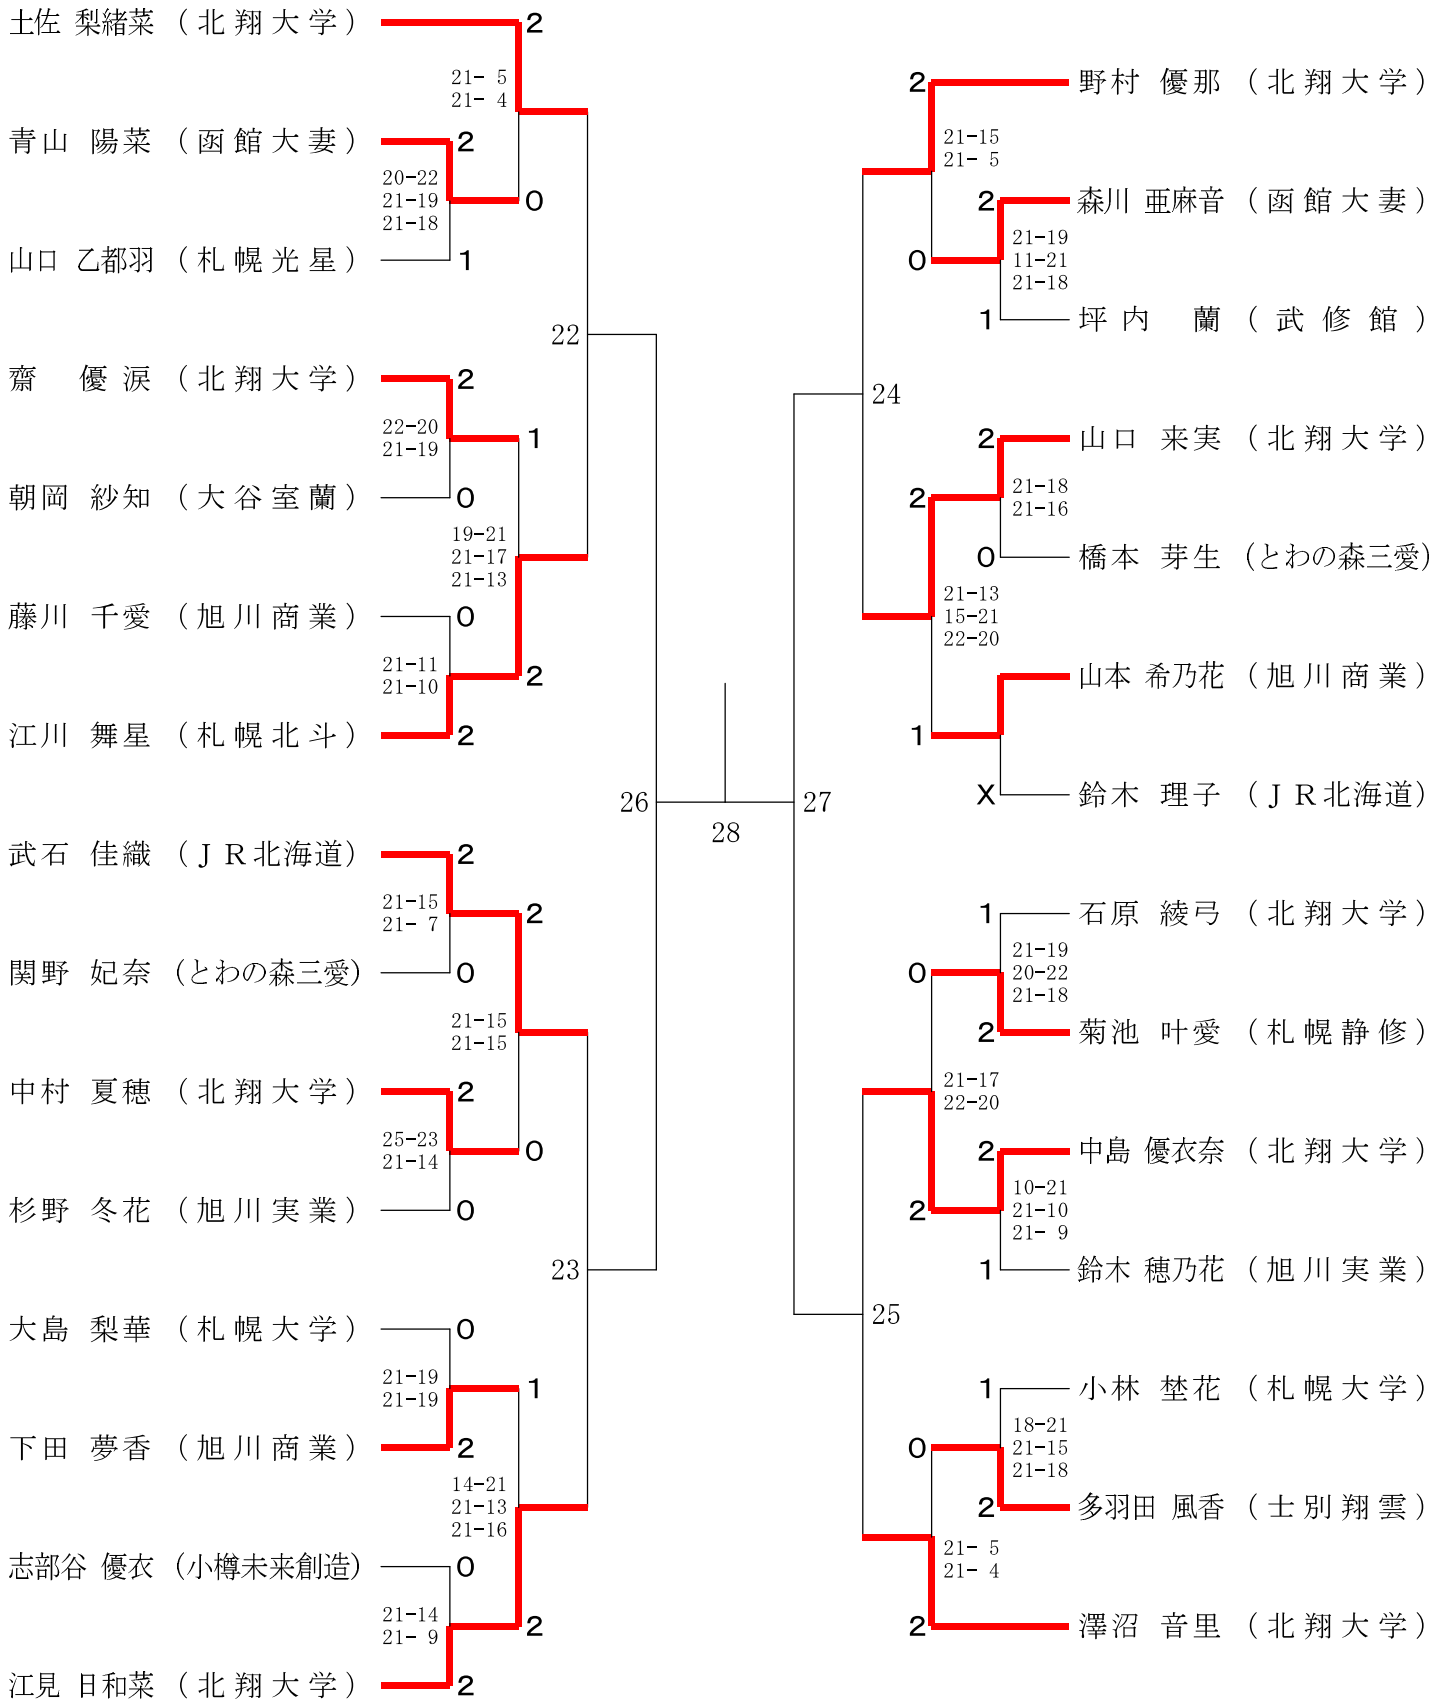 土佐 梨緒菜 （ 北 翔 大 学 ） 2
21- 5
21- 4
青山 陽菜 （ 函 館 大 妻 ） 2
20-22
21-19
21-18
0
山口 乙都羽 （ 札 幌 光 星 ） 1
22
齋 優 涙 （ 北 翔 大 学 ） 2
22-20
21-19
1
朝岡 紗知 （ 大 谷 室 蘭 ） 0
19-21
21-17
21-13
藤川 千愛 （ 旭 川 商 業 ） 0
21-11
21-10
2
江川 舞星 （ 札 幌 北 斗 ） 2
26
武石 佳織 （ Ｊ Ｒ 北海道） 2
21-15
21- 7
2
関野 妃奈 （とわの森三愛） 0
21-15
21-15
中村 夏穂 （ 北 翔 大 学 ） 2
25-23
21-14
0
杉野 冬花 （ 旭 川 実 業 ） 0
23
大島 梨華 （ 札 幌 大 学 ） 0
21-19
21-19
1
下田 夢香 （ 旭 川 商 業 ） 2
14-21
21-13
21-16
志部谷 優衣 （小樽未来創造） 0
21-14
21- 9
2
江見 日和菜 （ 北 翔 大 学 ） 2
28
2 野村 優那 （ 北 翔 大 学 ）
21-15
21- 5
2 森川 亜麻音 （ 函 館 大 妻 ）
0
21-19
11-21
21-18
1 坪 内 蘭 （ 武 修 館 ）
24
2 山口 来実 （ 北 翔 大 学 ）
2
21-18
21-16
0 橋本 芽生 （とわの森三愛）
21-13
15-21
22-20
山本 希乃花 （ 旭 川 商 業 ）
1
X 鈴木 理子 （ Ｊ Ｒ 北海道）
27
1 石原 綾弓 （ 北 翔 大 学 ）
0
21-19
20-22
21-18
2 菊池 叶愛 （ 札 幌 静 修 ）
21-17
22-20
2 中島 優衣奈 （ 北 翔 大 学 ）
2
10-21
21-10
21- 9
1 鈴木 穂乃花 （ 旭 川 実 業 ）
25
1 小林 埜花 （ 札 幌 大 学 ）
0
18-21
21-15
21-18
2 多羽田 風香 （ 士 別 翔 雲 ）
21- 5
21- 4
2 澤沼 音里 （ 北 翔 大 学 ）